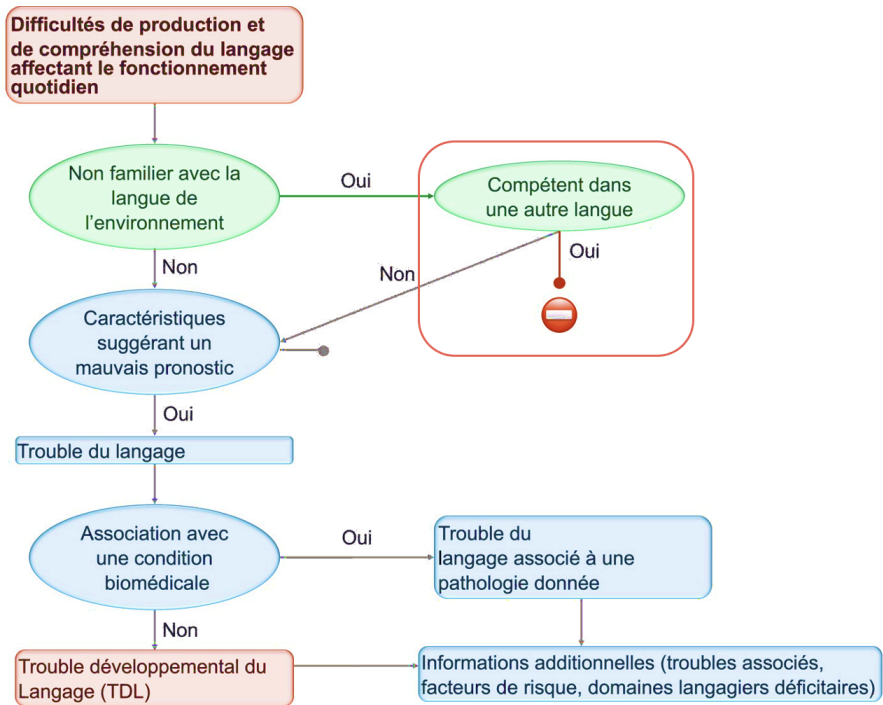 Difficultés de production et
de compréhension du langage
affectant le fonctionnement
quotidien
Non familier avec la
langue de
l'environnement
Oui
Compétent dans
une autre langue
Oui
Non
Non
Caractéristiques
suggérant un
mauvais pronostic
Oui
Trouble du langage
Association avec
une condition
biomédicale
Oui
Trouble du
langage associé à une
pathologie donnée
Non
Trouble développemental du
Langage (TDL)
Informations additionnelles (troubles associés,
facteurs de risque, domaines langagiers déficitaires)